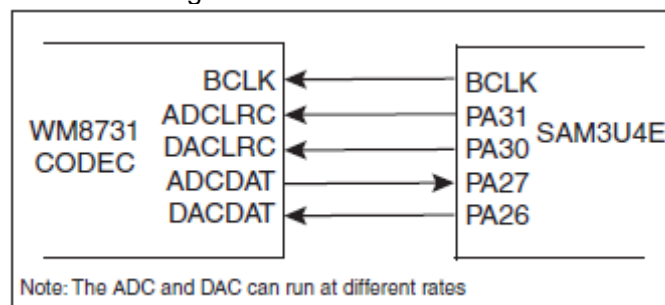 BCLK BCLK
ADCLRC PA31
WM8731 DACLRC PA30 SAM3U4E
CODEC ADCDAT PA27
DACDAT PA26
Note: The ADC and DAC can run at different rates